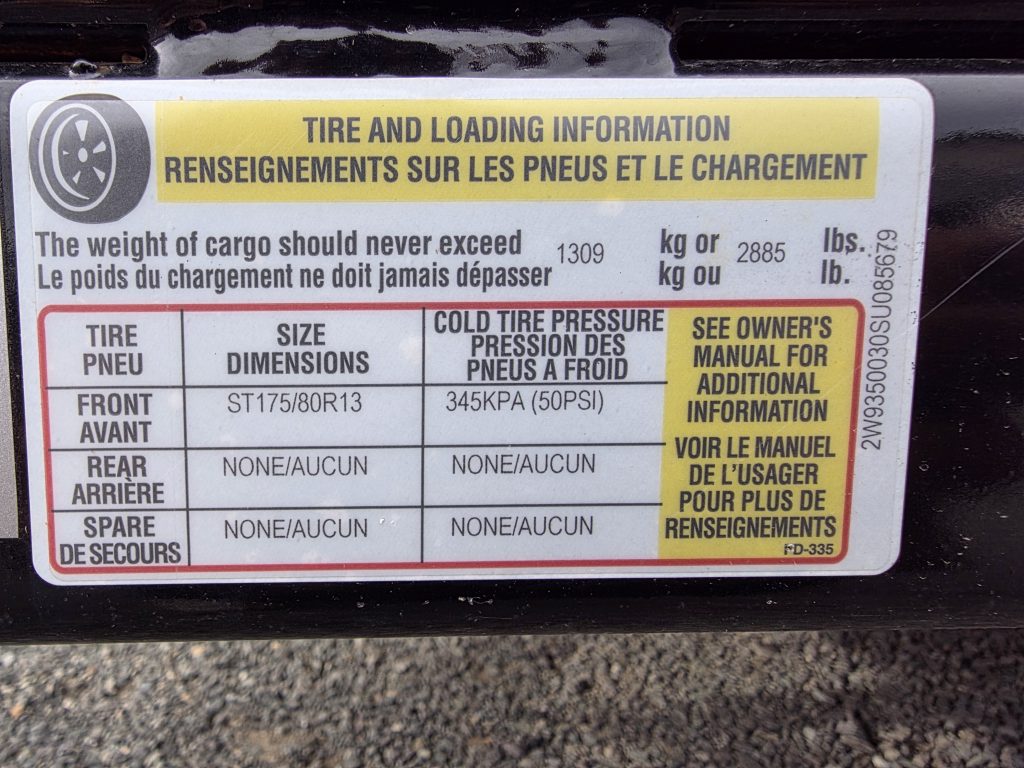 TIRE AND LOADING INFORMATION
RENSEIGNEMENTS SUR LES PNEUS ET LE CHARGEMENT
The weight of cargo should never exceed 1309 kg or 2885 lbs.
Le poids du chargement ne doit jamais dépasser kg ou lb.
TIRE
PNEU
SIZE
DIMENSIONS
COLD TIRE PRESSURE
PRESSION DES
PNEUS A FROID
FRONT
AVANT
ST175/80R13
345KPA (50PSI)
REAR
ARRIÈRE
NONE/AUCUN
NONE/AUCUN
SPARE
DE SECOURS
NONE/AUCUN
NONE/AUCUN
SEE OWNER'S
MANUAL FOR
ADDITIONAL
INFORMATION
VOIR LE MANUEL
DE L'USAGER
POUR PLUS DE
RENSEIGNEMENTS
PD-335
2W9350030SU085679